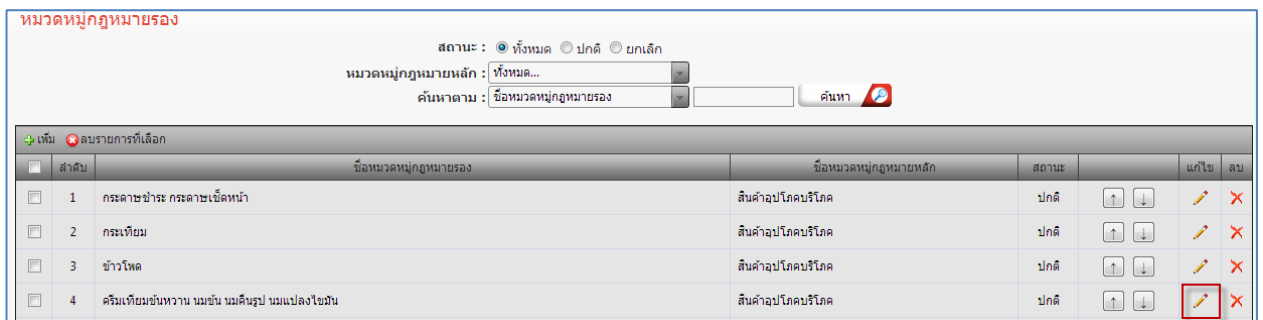 หมวดหมู่กฎหมายรอง
สถานะ : ทั้งหมด ปกติ ยกเลิก
หมวดหมู่กฎหมายหลัก : ทั้งหมด...
ค้นหาตาม : ชื่อหมวดหมู่กฎหมายรอง ค้นหา
เพิ่ม ลบรายการที่เลือก
ลำดับ ชื่อหมวดหมู่กฎหมายรอง ชื่อหมวดหมู่กฎหมายหลัก สถานะ แก้ไข ลบ
1 กระดาษชำระ กระดาษเช็ดหน้า สินค้าอุปโภคบริโภค ปกติ
2 กระเทียม สินค้าอุปโภคบริโภค ปกติ
3 ข้าวโพด สินค้าอุปโภคบริโภค ปกติ
4 ครีมเทียมข้นหวาน นมข้น นมคืนรูป นมแปลงไขมัน สินค้าอุปโภคบริโภค ปกติ